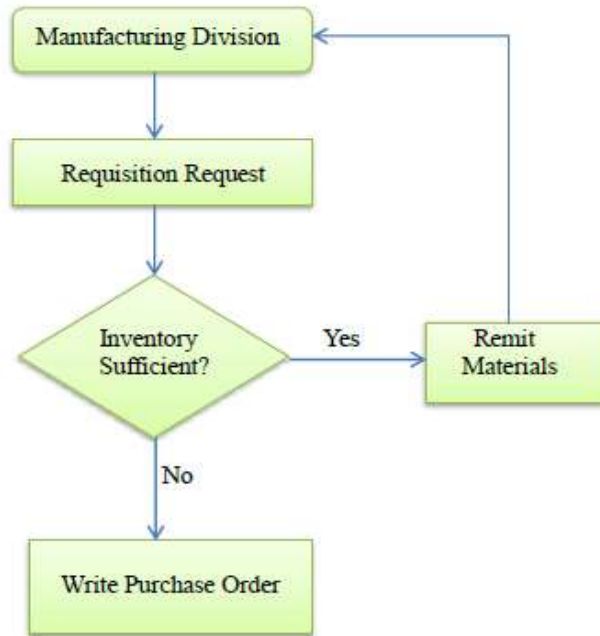 Manufacturing Division
Requisition Request
Inventory
Sufficient?
Yes
Remit
Materials
No
Write Purchase Order